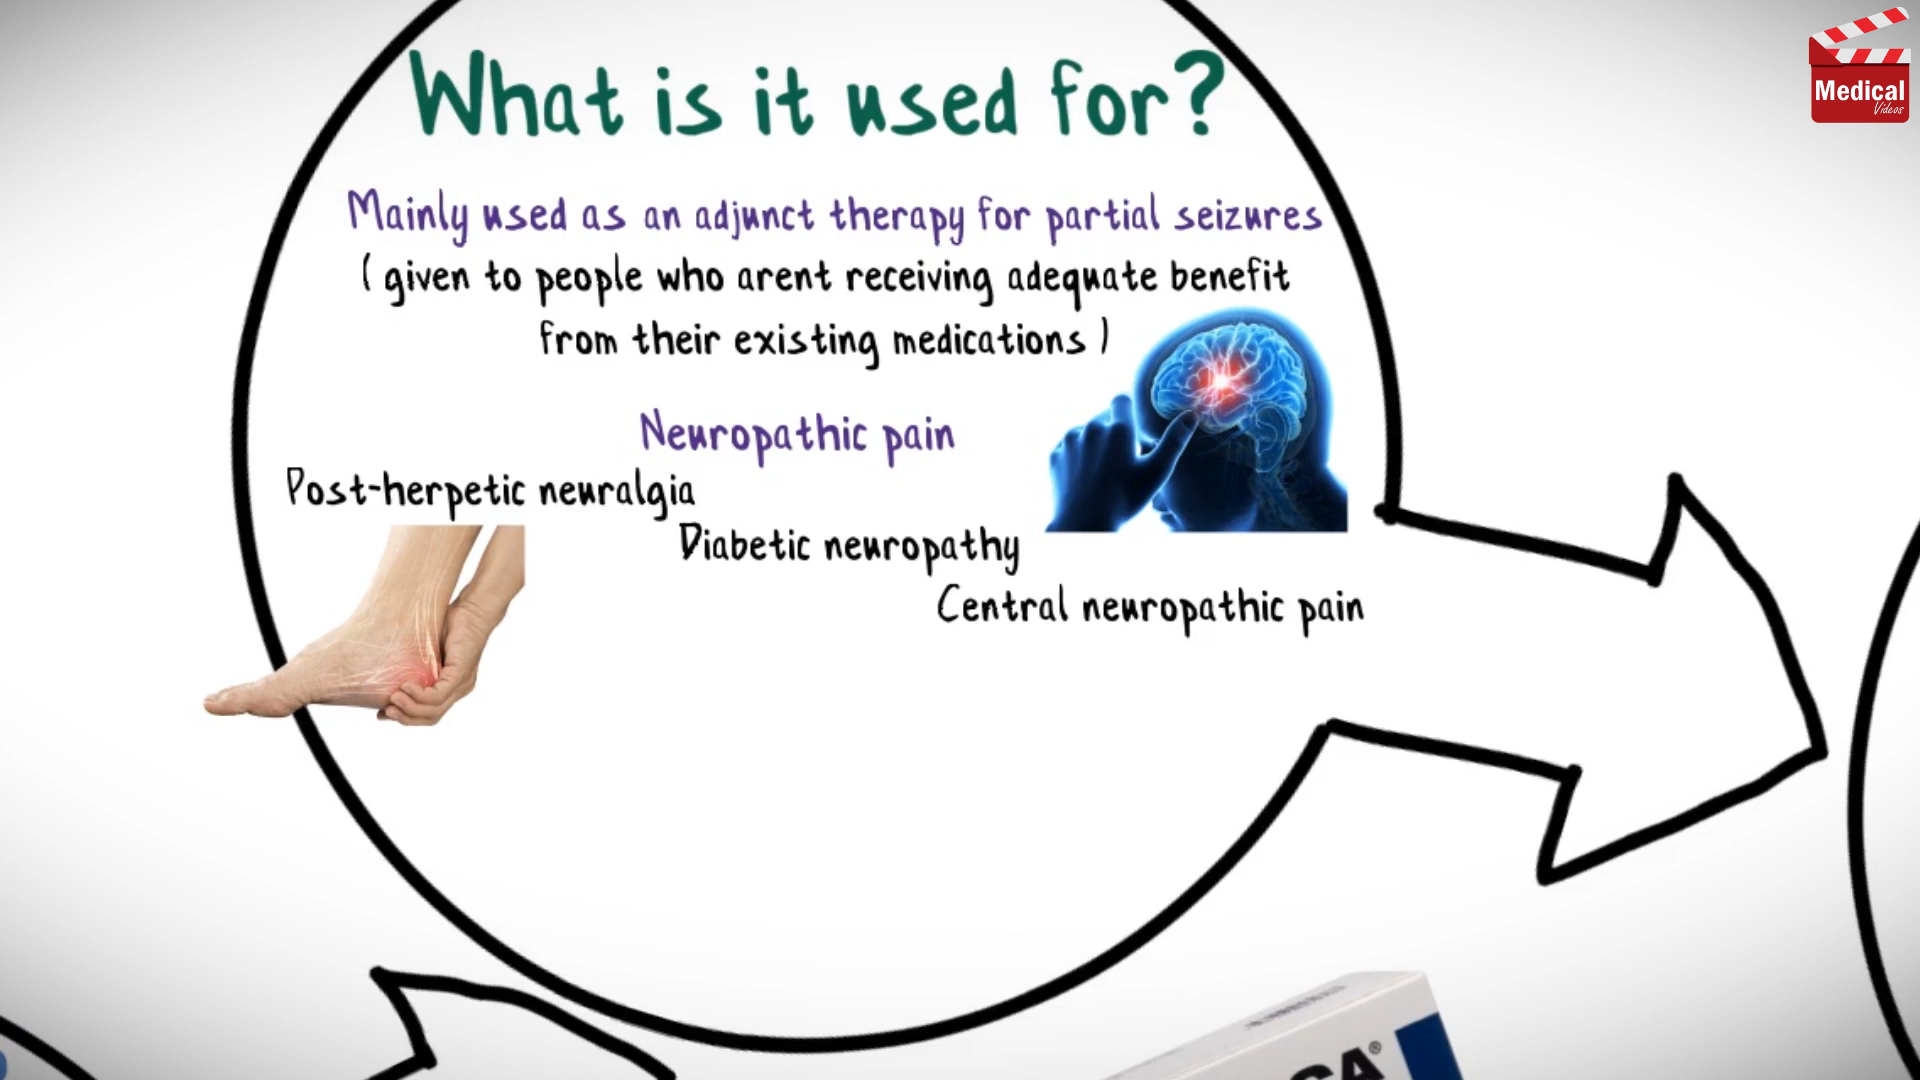 Medical
Videos
What is it used for?
Mainly used as an adjunct therapy for partial seizures
( given to people who arent receiving adequate benefit
from their existing medications )
Neuropathic pain
Post-herpetic neuralgia
Diabetic neuropathy
Central neuropathic pain
CA®